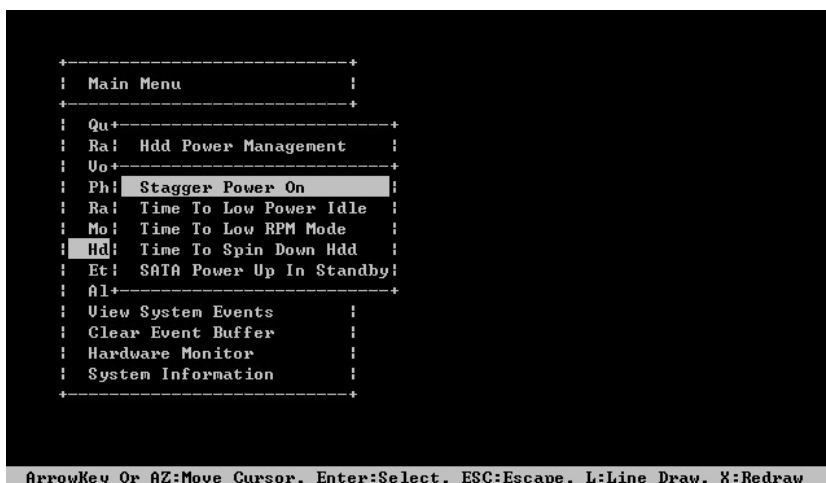 Main Menu
Qu
Ra Hdd Power Management
Vo
Ph Stagger Power On
Ra Time To Low Power Idle
Mo Time To Low RPM Mode
Hd Time To Spin Down Hdd
Et SATA Power Up In Standby
Al
View System Events
Clear Event Buffer
Hardware Monitor
System Information
ArrowKey Or AZ:Move Cursor, Enter:Select, ESC:Escape, L:Line Draw, X:Redraw